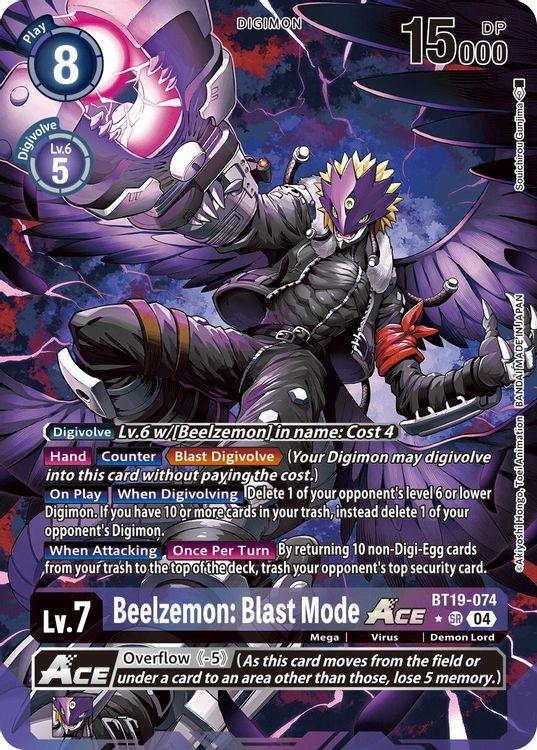 Play
8
DIGIMON
15000 DP
Digivolve
Lv.6
5
Souichirou Gunjima
Digivolve Lv.6 w/[Beelzemon] in name: Cost 4
Hand Counter Blast Digivolve (Your Digimon may digivolve
into this card without paying the cost.)
On Play When Digivolving Delete 1 of your opponent's level 6 or lower
Digimon. If you have 10 or more cards in your trash, instead delete 1 of your
opponent's Digimon.
When Attacking Once Per Turn By returning 10 non-Digi-Egg cards
from your trash to the top of the deck, trash your opponent's top security card.
©Akiyoshi Hongo, Toei Animation BANDAI MADE IN JAPAN
Lv.7 Beelzemon: Blast Mode ACE BT19-074
SR 04
Mega | Virus | Demon Lord
ACE Overflow 《-5》 (As this card moves from the field or
under a card to an area other than those, lose 5 memory.)